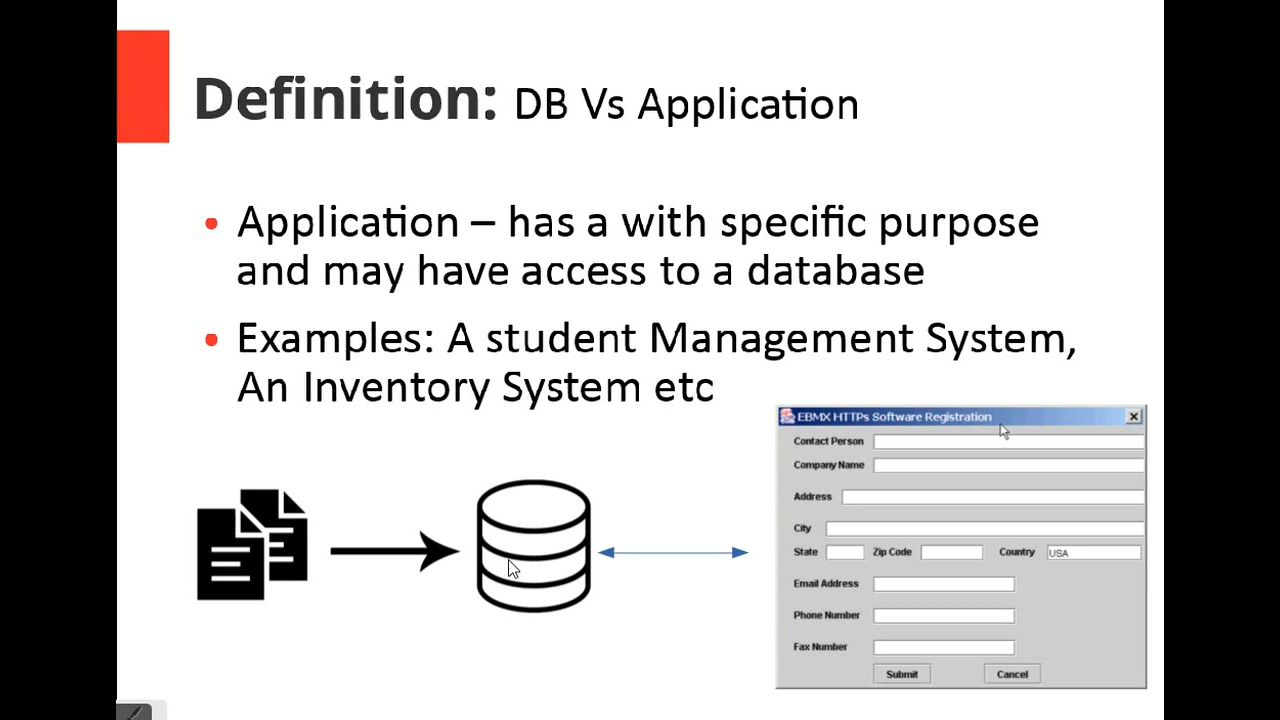 Definition: DB Vs Application
• Application – has a with specific purpose
and may have access to a database
• Examples: A student Management System,
An Inventory System etc
EBMX HTTPs Software Registration
Contact Person
Company Name
Address
City
State Zip Code Country USA
Email Address
Phone Number
Fax Number
Submit Cancel